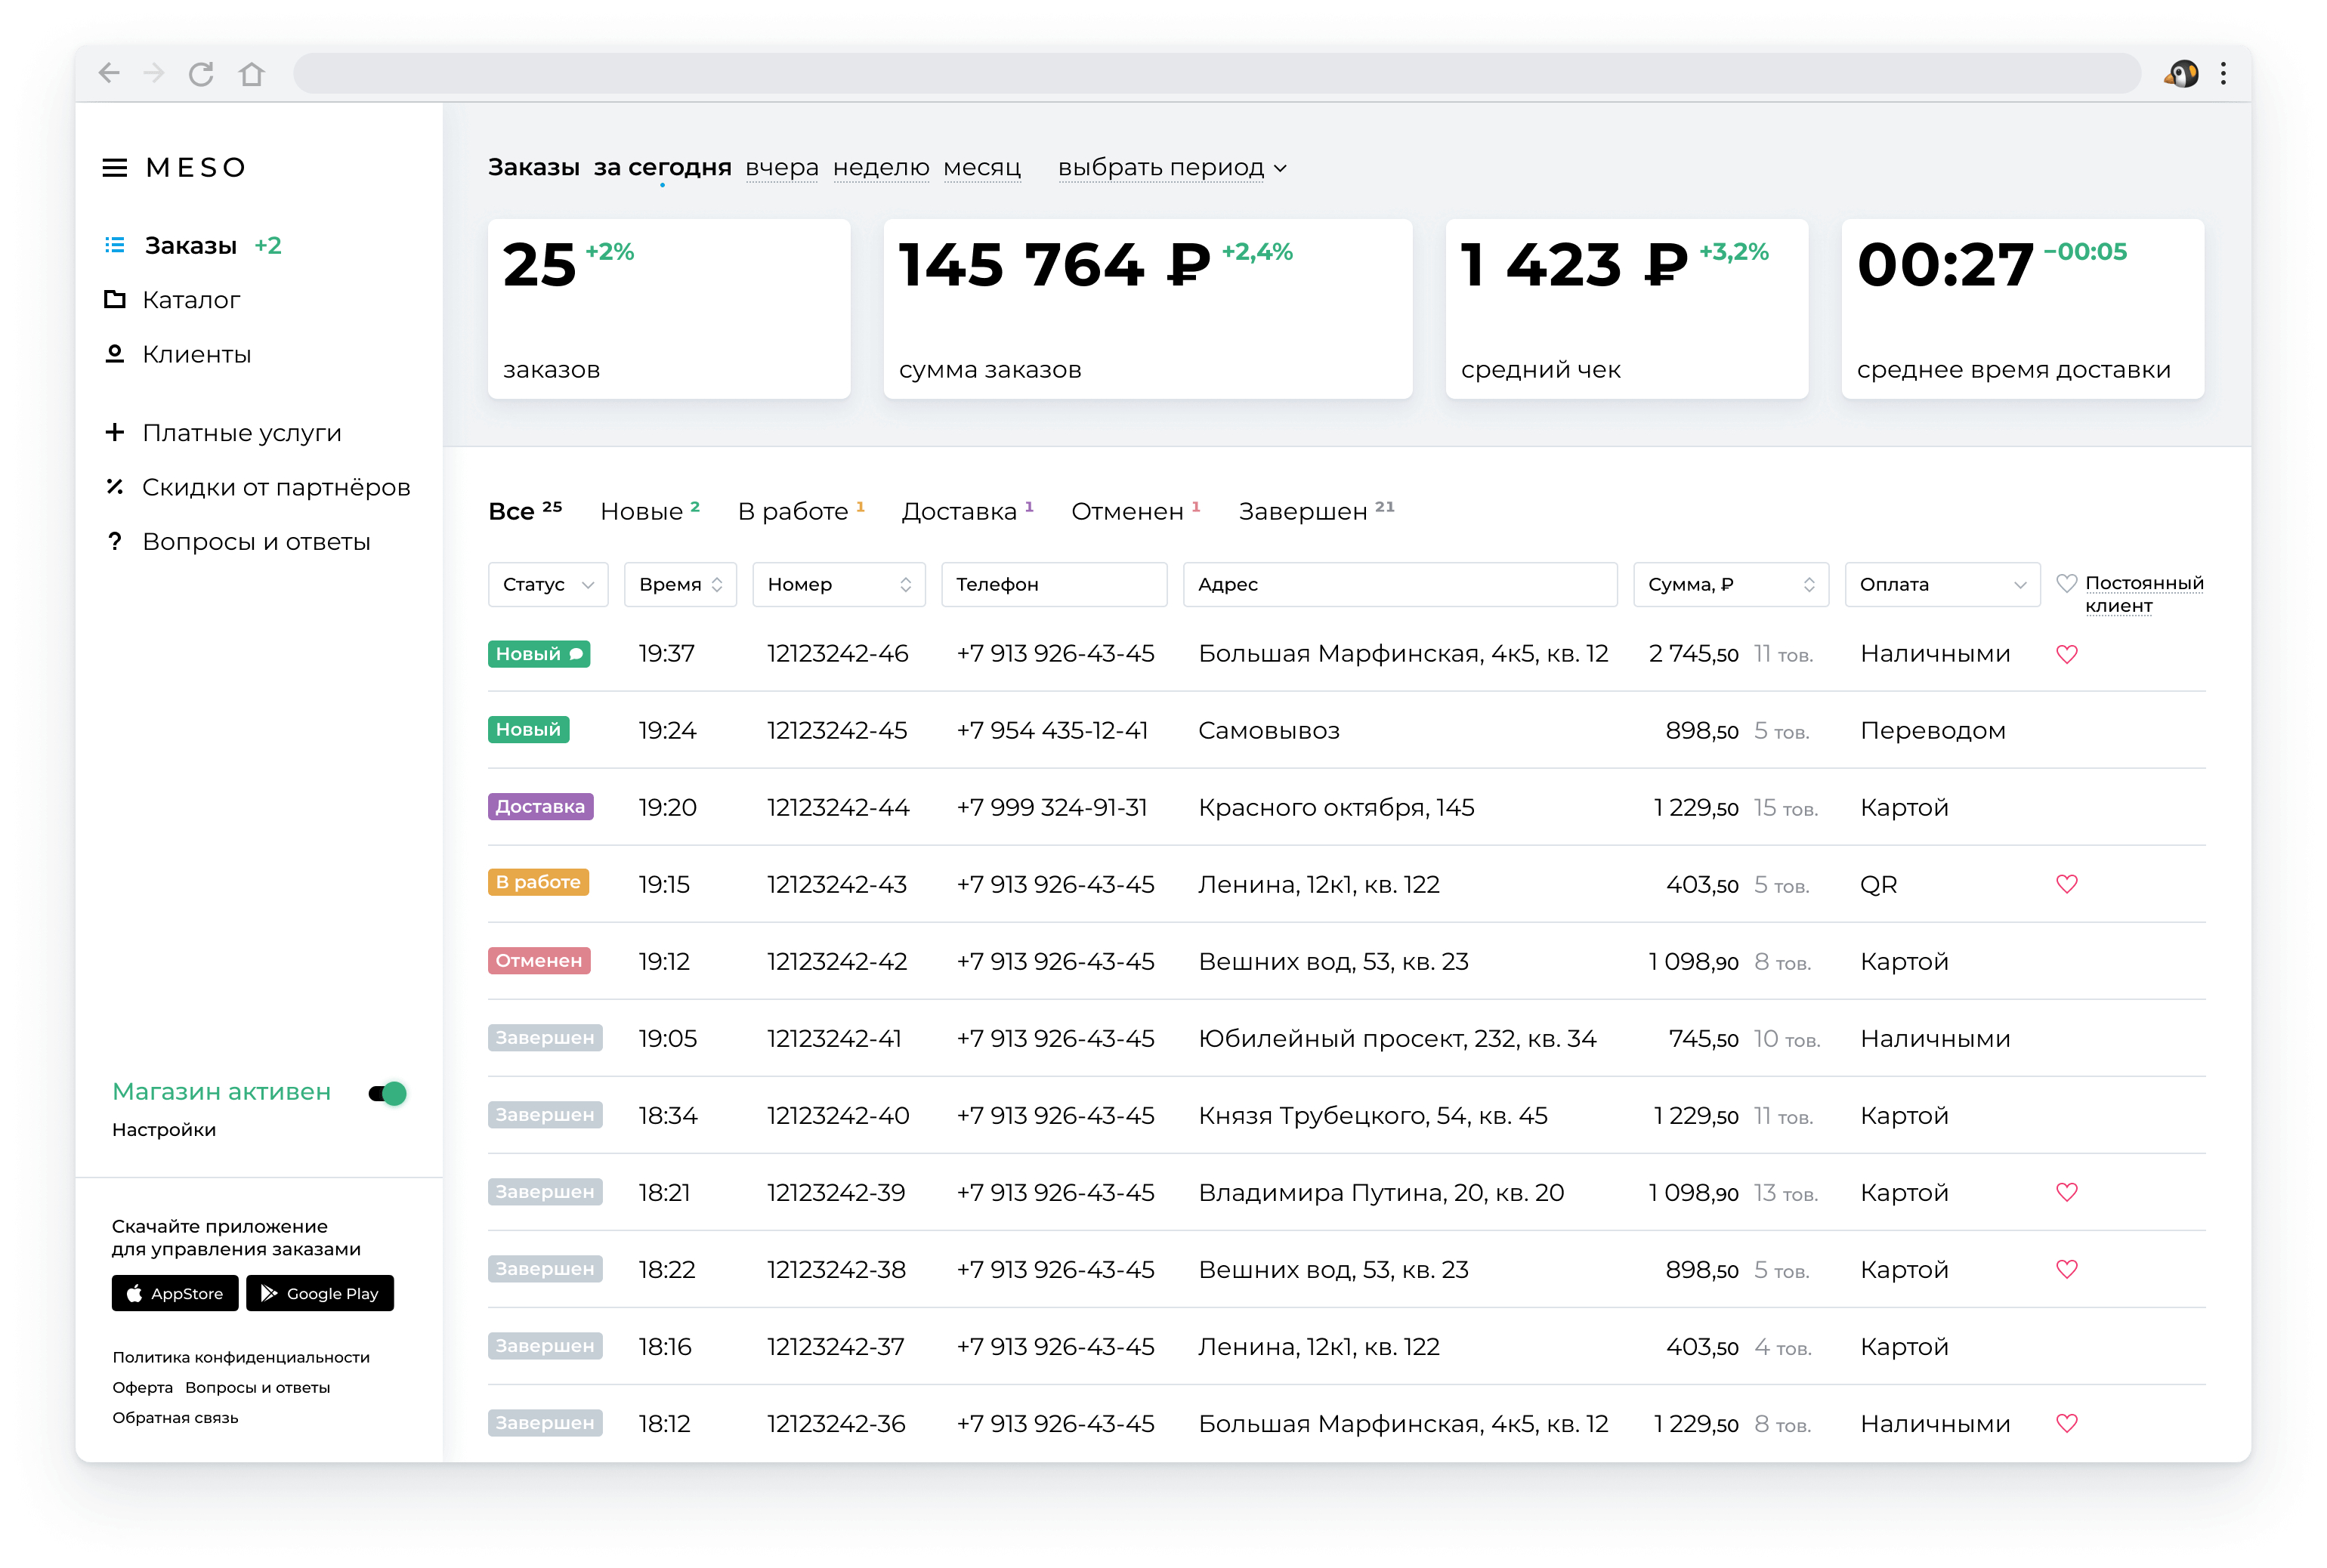 MESO
Заказы +2
Каталог
Клиенты
Платные услуги
Скидки от партнёров
Вопросы и ответы
Магазин активен
Настройки
Скачайте приложение
для управления заказами
AppStore Google Play
Политика конфиденциальности
Оферта Вопросы и ответы
Обратная связь
Заказы за сегодня вчера неделю месяц выбрать период
25 +2%
заказов
145 764 ₽ +2,4%
сумма заказов
1 423 ₽ +3,2%
средний чек
00:27 −00:05
среднее время доставки
Все 25 Новые 2 В работе 1 Доставка 1 Отменен 1 Завершен 21
Статус Время Номер Телефон Адрес Сумма, ₽ Оплата Постоянный
клиент
Новый 19:37 12123242-46 +7 913 926-43-45 Большая Марфинская, 4к5, кв. 12 2 745,50 11 тов. Наличными
Новый 19:24 12123242-45 +7 954 435-12-41 Самовывоз 898,50 5 тов. Переводом
Доставка 19:20 12123242-44 +7 999 324-91-31 Красного октября, 145 1 229,50 15 тов. Картой
В работе 19:15 12123242-43 +7 913 926-43-45 Ленина, 12к1, кв. 122 403,50 5 тов. QR
Отменен 19:12 12123242-42 +7 913 926-43-45 Вешних вод, 53, кв. 23 1 098,90 8 тов. Картой
Завершен 19:05 12123242-41 +7 913 926-43-45 Юбилейный просект, 232, кв. 34 745,50 10 тов. Наличными
Завершен 18:34 12123242-40 +7 913 926-43-45 Князя Трубецкого, 54, кв. 45 1 229,50 11 тов. Картой
Завершен 18:21 12123242-39 +7 913 926-43-45 Владимира Путина, 20, кв. 20 1 098,90 13 тов. Картой
Завершен 18:22 12123242-38 +7 913 926-43-45 Вешних вод, 53, кв. 23 898,50 5 тов. Картой
Завершен 18:16 12123242-37 +7 913 926-43-45 Ленина, 12к1, кв. 122 403,50 4 тов. Картой
Завершен 18:12 12123242-36 +7 913 926-43-45 Большая Марфинская, 4к5, кв. 12 1 229,50 8 тов. Наличными